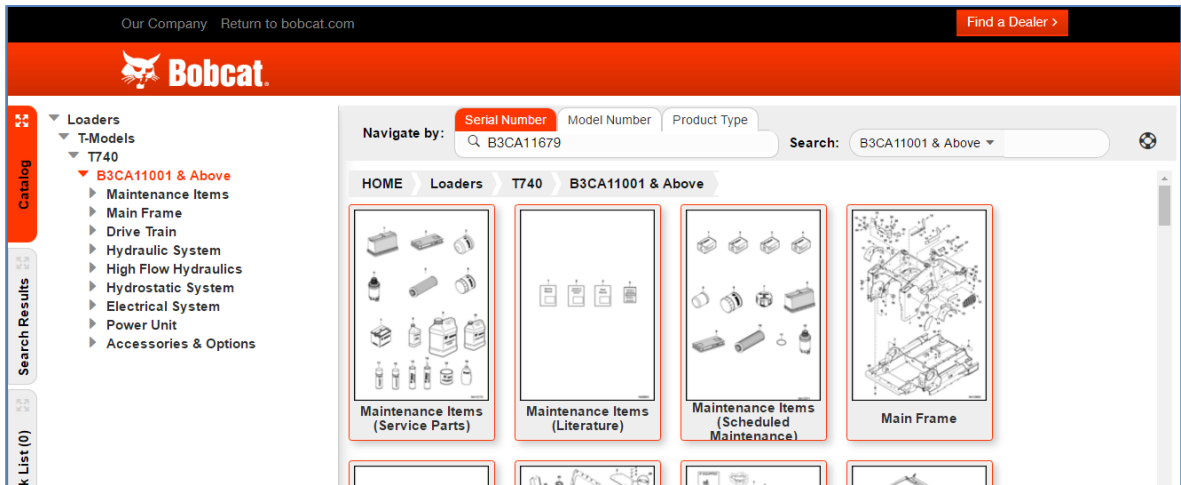 Our Company Return to bobcat.com
Find a Dealer >
Bobcat.
Catalog
Search Results
k List (0)
Loaders
T-Models
T740
B3CA11001 & Above
Maintenance Items
Main Frame
Drive Train
Hydraulic System
High Flow Hydraulics
Hydrostatic System
Electrical System
Power Unit
Accessories & Options
Navigate by:
Serial Number
Model Number
Product Type
B3CA11679
Search:
B3CA11001 & Above
HOME
Loaders
T740
B3CA11001 & Above
Maintenance Items
(Service Parts)
Maintenance Items
(Literature)
Maintenance Items
(Scheduled
Maintenance)
Main Frame